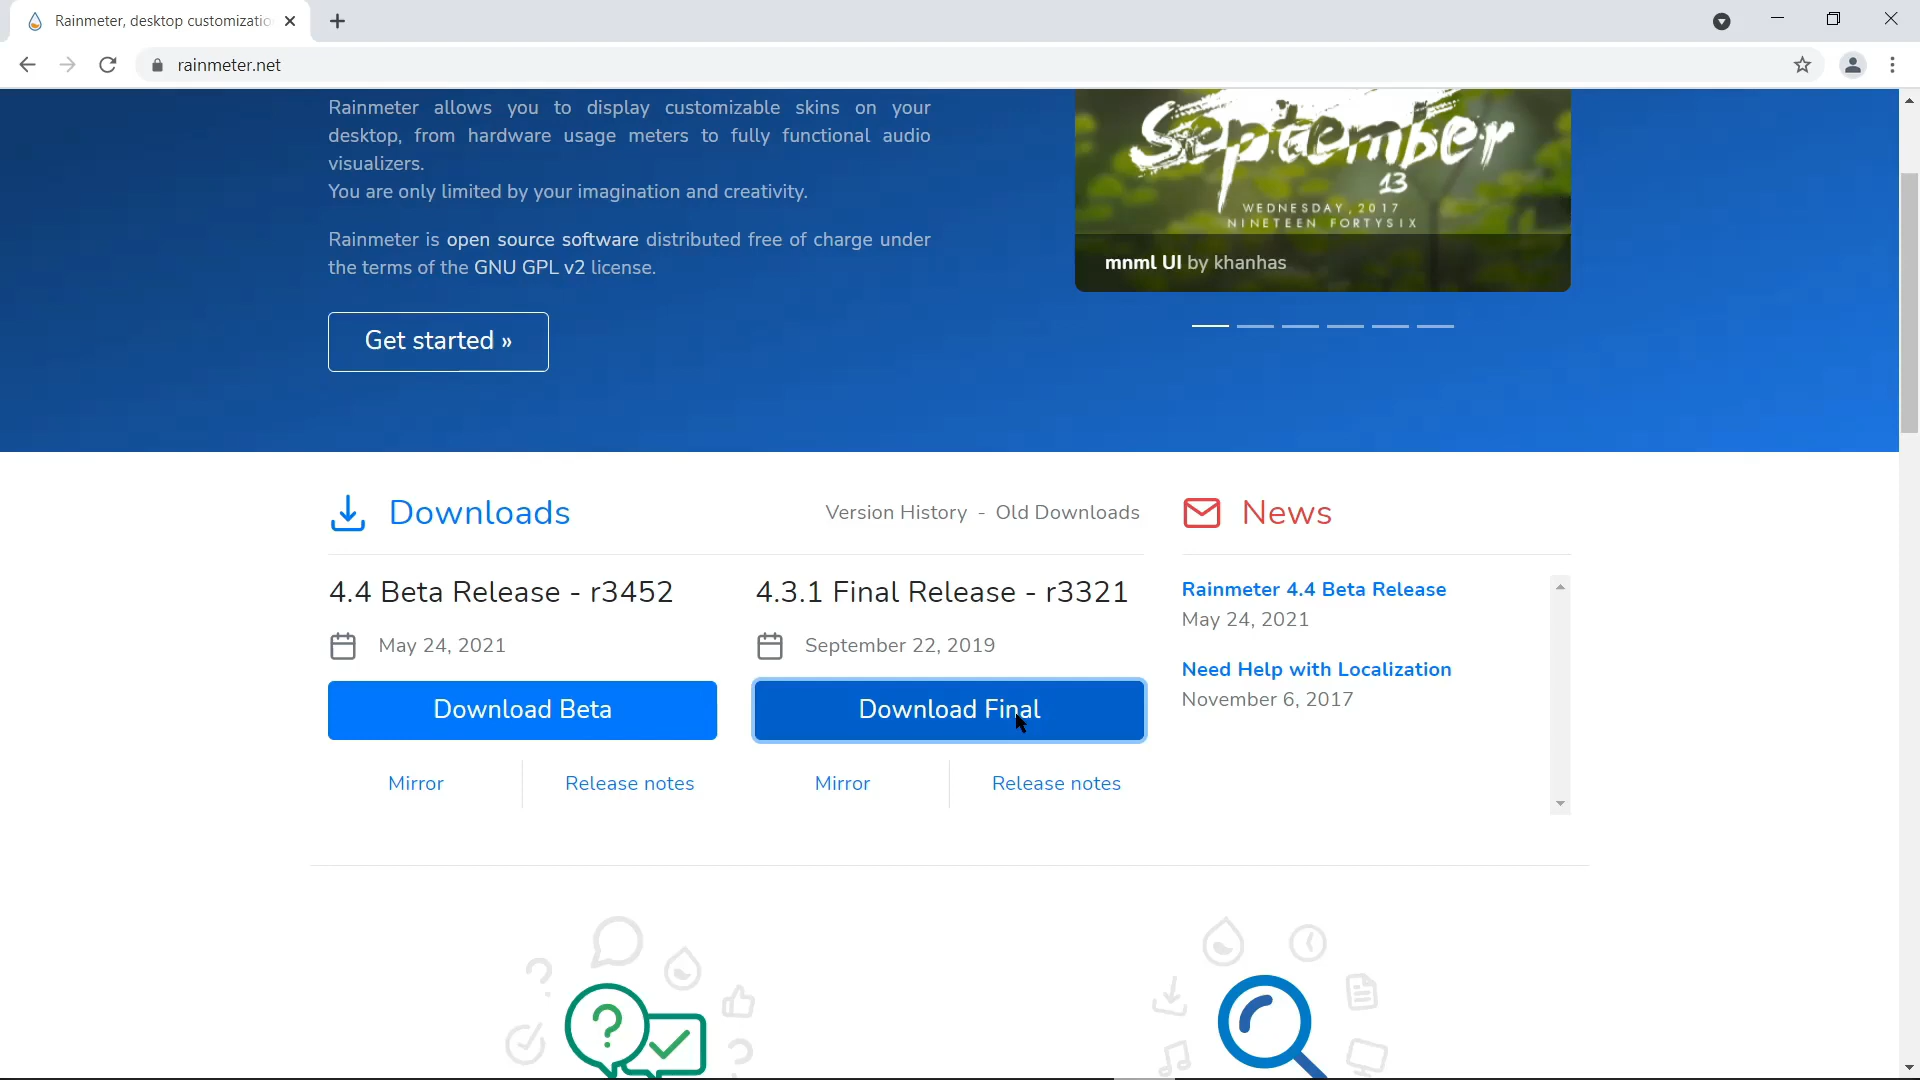 Rainmeter, desktop customizatio
rainmeter.net
Rainmeter allows you to display customizable skins on your
desktop, from hardware usage meters to fully functional audio
visualizers.
You are only limited by your imagination and creativity.
Rainmeter is open source software distributed free of charge under
the terms of the GNU GPL v2 license.
Get started »
September
13
WEDNESDAY, 2017
NINETEEN FORTYSIX
mnml UI by khanhas
Downloads
Version History - Old Downloads
4.4 Beta Release - r3452
May 24, 2021
Download Beta
Mirror
Release notes
4.3.1 Final Release - r3321
September 22, 2019
Download Final
Mirror
Release notes
News
Rainmeter 4.4 Beta Release
May 24, 2021
Need Help with Localization
November 6, 2017